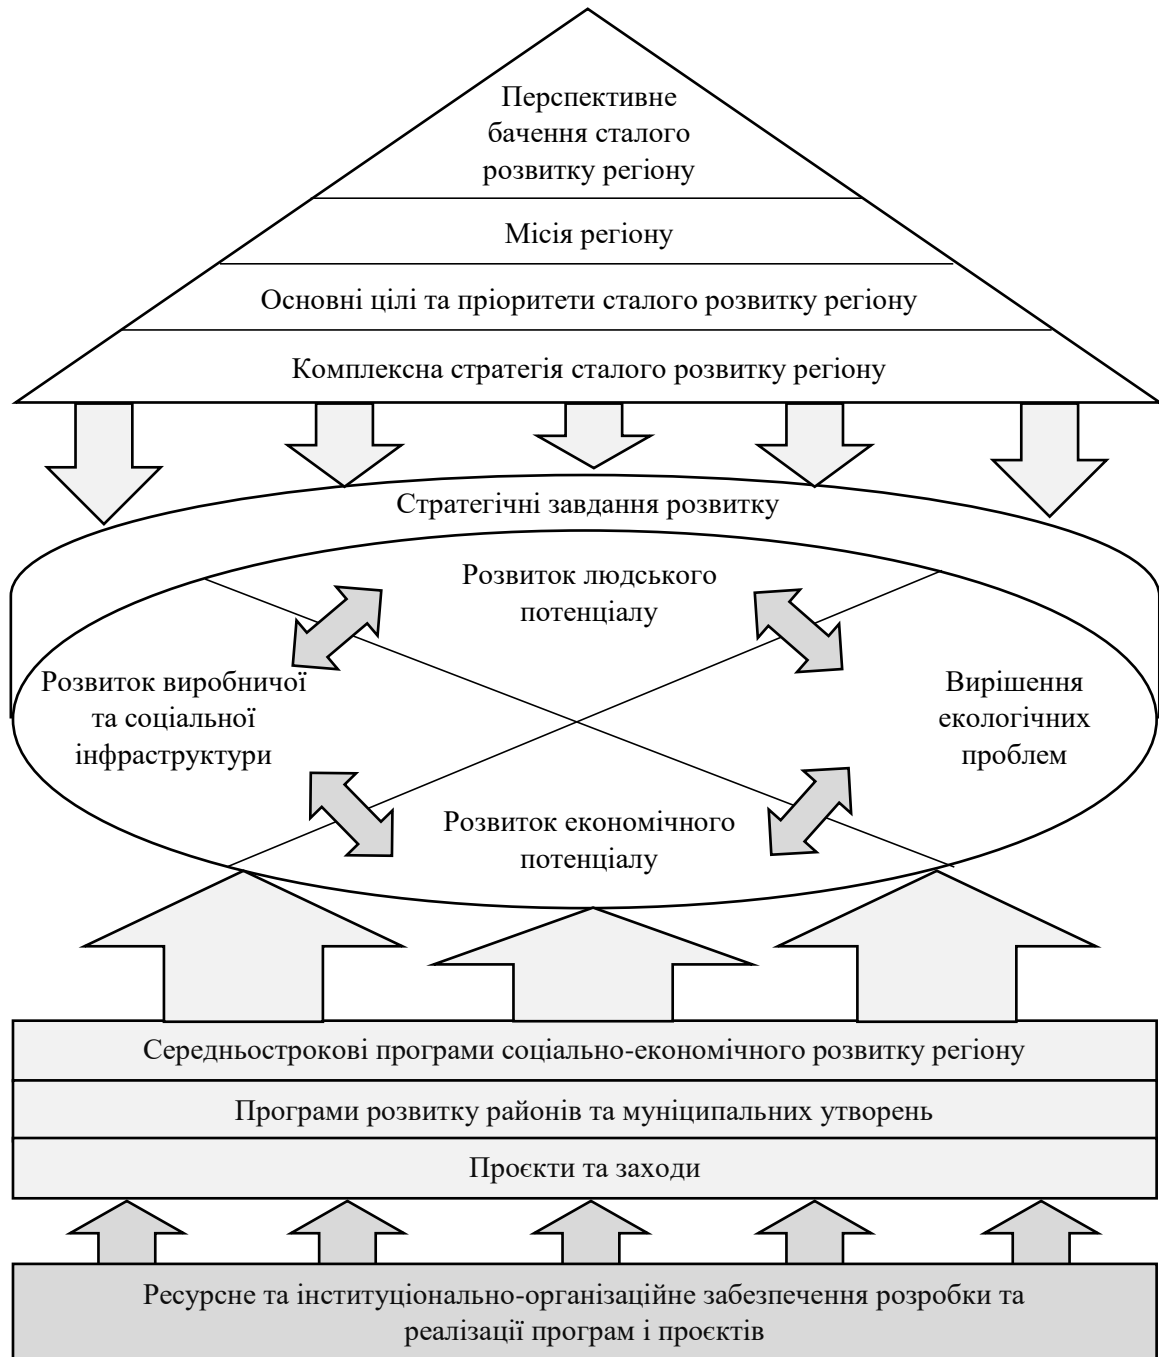 Перспективне
бачення сталого
розвитку регіону
Місія регіону
Основні цілі та пріоритети сталого розвитку регіону
Комплексна стратегія сталого розвитку регіону
Стратегічні завдання розвитку
Розвиток людського
потенціалу
Розвиток виробничої
та соціальної
інфраструктури
Вирішення
екологічних
проблем
Розвиток економічного
потенціалу
Середньострокові програми соціально-економічного розвитку регіону
Програми розвитку районів та муніципальних утворень
Проєкти та заходи
Ресурсне та інституціонально-організаційне забезпечення розробки та
реалізації програм і проєктів